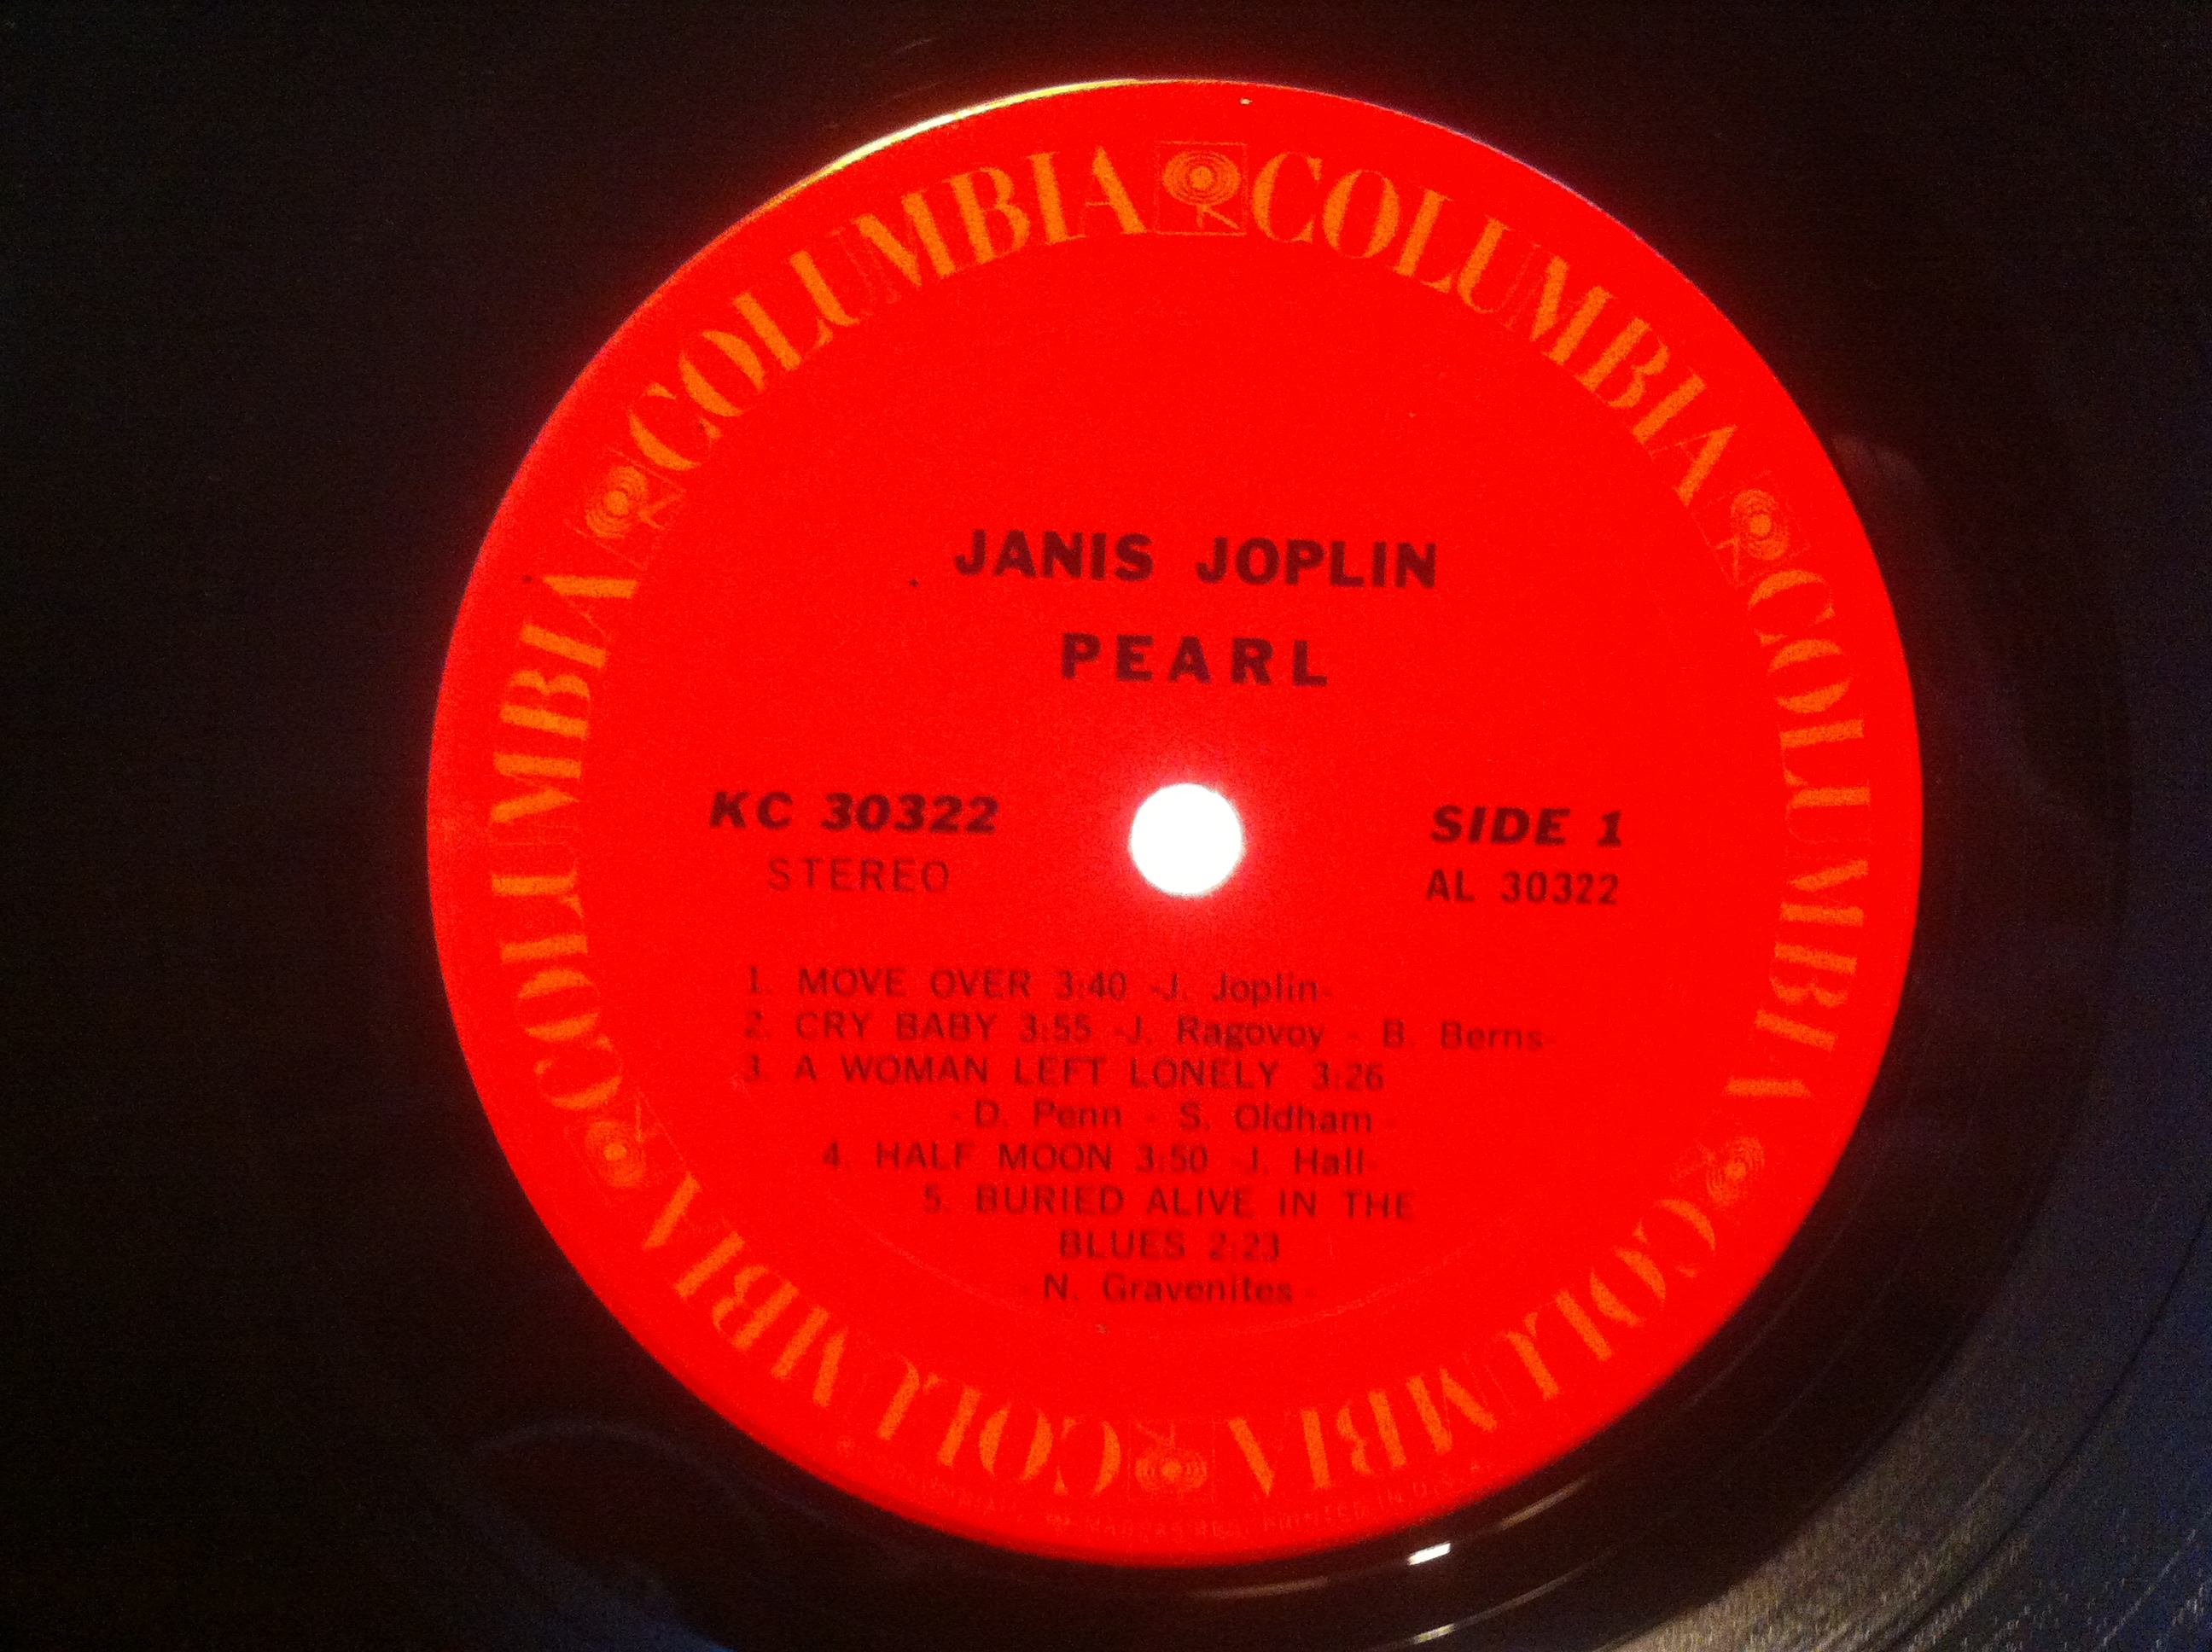 COLUMBIA COLUMBIA COLUMBIA COLUMBIA COLUMBIA COLUMBIA
JANIS JOPLIN
PEARL
KC 30322
STEREO
SIDE 1
AL 30322
1. MOVE OVER 3:40 -J. Joplin-
2. CRY BABY 3:55 -J. Ragovoy - B. Berns-
3. A WOMAN LEFT LONELY 3:26
- D. Penn - S. Oldham -
4. HALF MOON 3:50 -J. Hall-
5. BURIED ALIVE IN THE
BLUES 2:23
- N. Gravenites -
PRINTED IN U.S.A.